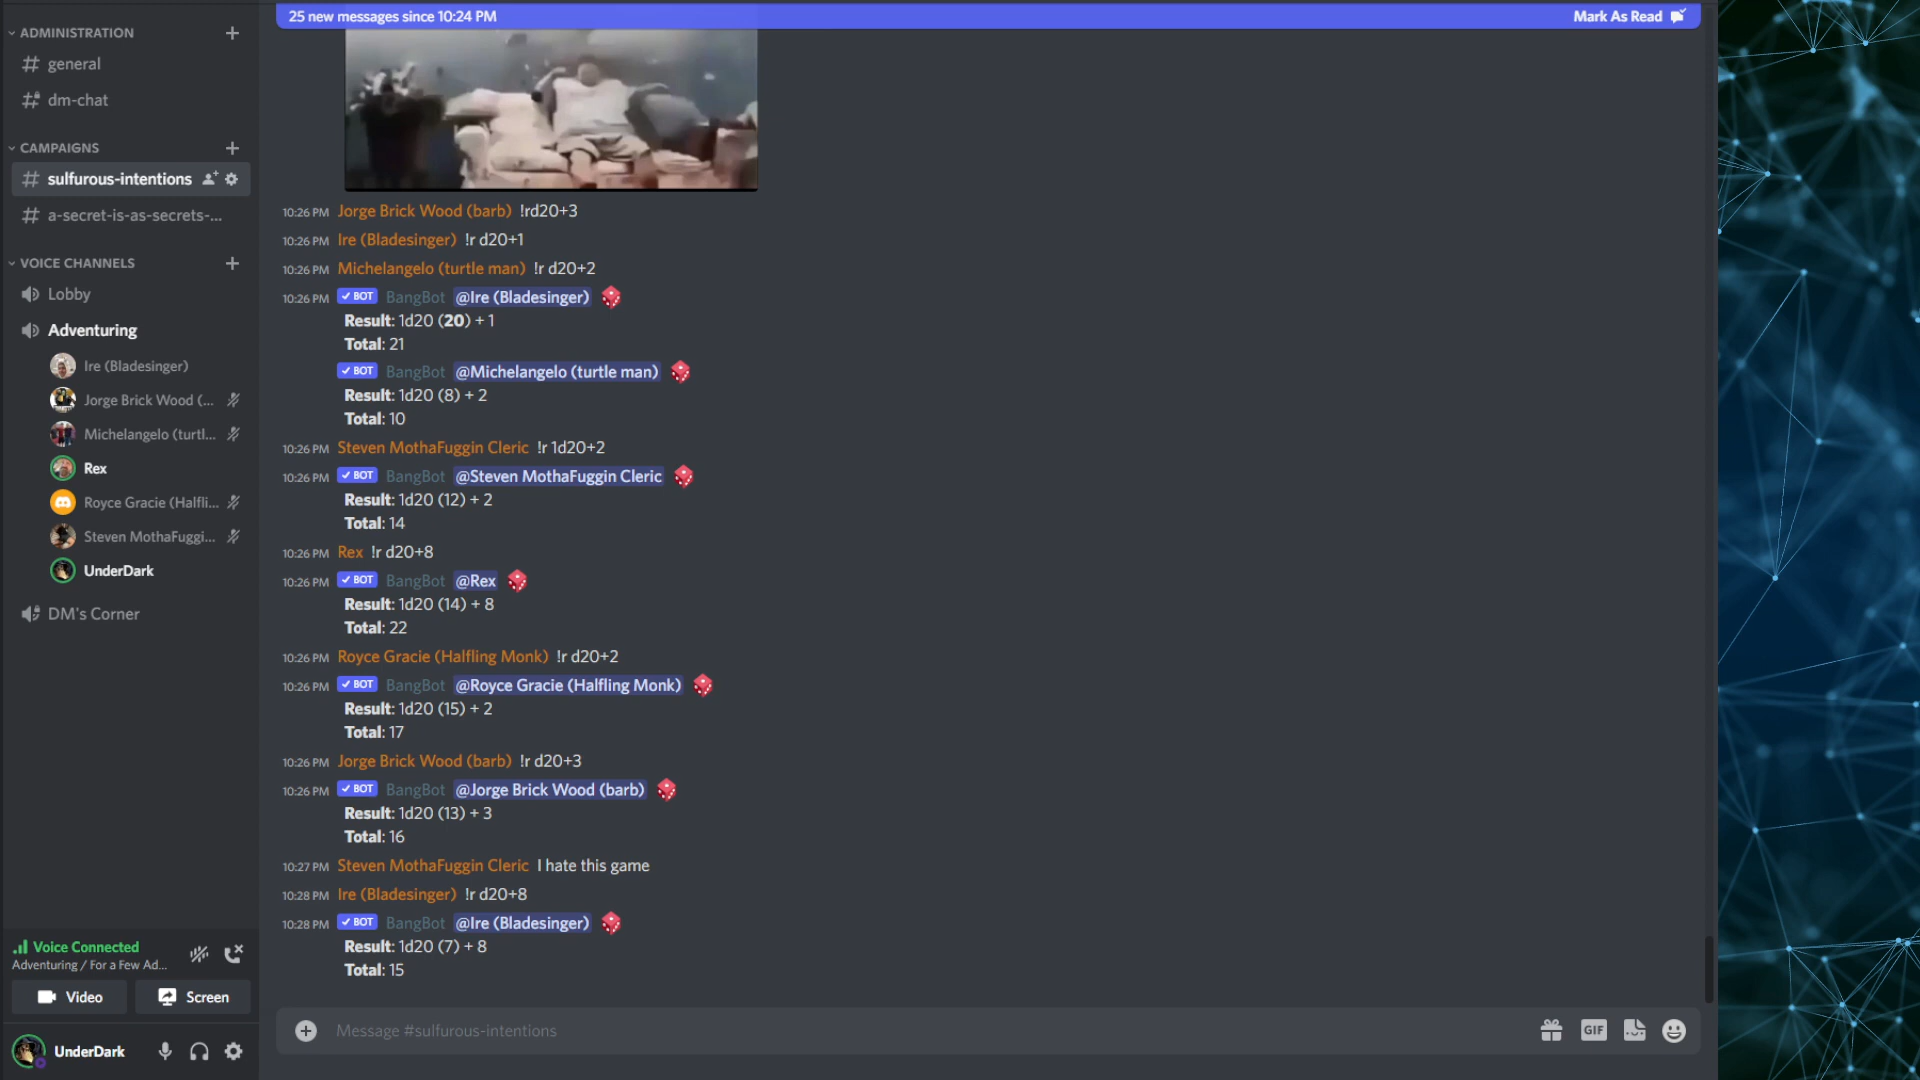 ADMINISTRATION
general
dm-chat
CAMPAIGNS
sulfurous-intentions
a-secret-is-as-secrets-...
VOICE CHANNELS
Lobby
Adventuring
Ire (Bladesinger)
Jorge Brick Wood (...
Michelangelo (turtl...
Rex
Royce Gracie (Halfli...
Steven MothaFuggi...
UnderDark
DM's Corner
Voice Connected
Adventuring / For a Few Ad...
Video Screen
UnderDark
25 new messages since 10:24 PM Mark As Read
10:26 PM Jorge Brick Wood (barb) !rd20+3
10:26 PM Ire (Bladesinger) !r d20+1
10:26 PM Michelangelo (turtle man) !r d20+2
10:26 PM BOT BangBot @Ire (Bladesinger)
Result: 1d20 (20) + 1
Total: 21
BOT BangBot @Michelangelo (turtle man)
Result: 1d20 (8) + 2
Total: 10
10:26 PM Steven MothaFuggin Cleric !r 1d20+2
10:26 PM BOT BangBot @Steven MothaFuggin Cleric
Result: 1d20 (12) + 2
Total: 14
10:26 PM Rex !r d20+8
10:26 PM BOT BangBot @Rex
Result: 1d20 (14) + 8
Total: 22
10:26 PM Royce Gracie (Halfling Monk) !r d20+2
10:26 PM BOT BangBot @Royce Gracie (Halfling Monk)
Result: 1d20 (15) + 2
Total: 17
10:26 PM Jorge Brick Wood (barb) !r d20+3
10:26 PM BOT BangBot @Jorge Brick Wood (barb)
Result: 1d20 (13) + 3
Total: 16
10:27 PM Steven MothaFuggin Cleric I hate this game
10:28 PM Ire (Bladesinger) !r d20+8
10:28 PM BOT BangBot @Ire (Bladesinger)
Result: 1d20 (7) + 8
Total: 15
Message #sulfurous-intentions
GIF